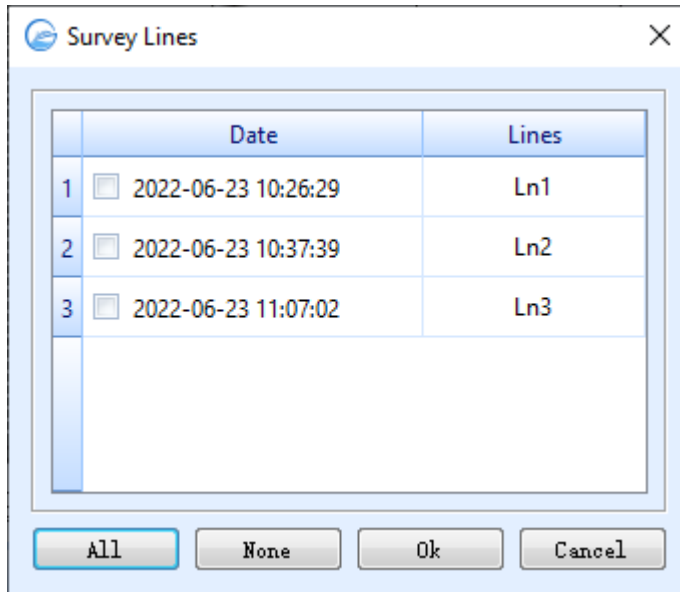 Survey Lines
Date Lines
1 2022-06-23 10:26:29 Ln1
2 2022-06-23 10:37:39 Ln2
3 2022-06-23 11:07:02 Ln3
All None Ok Cancel